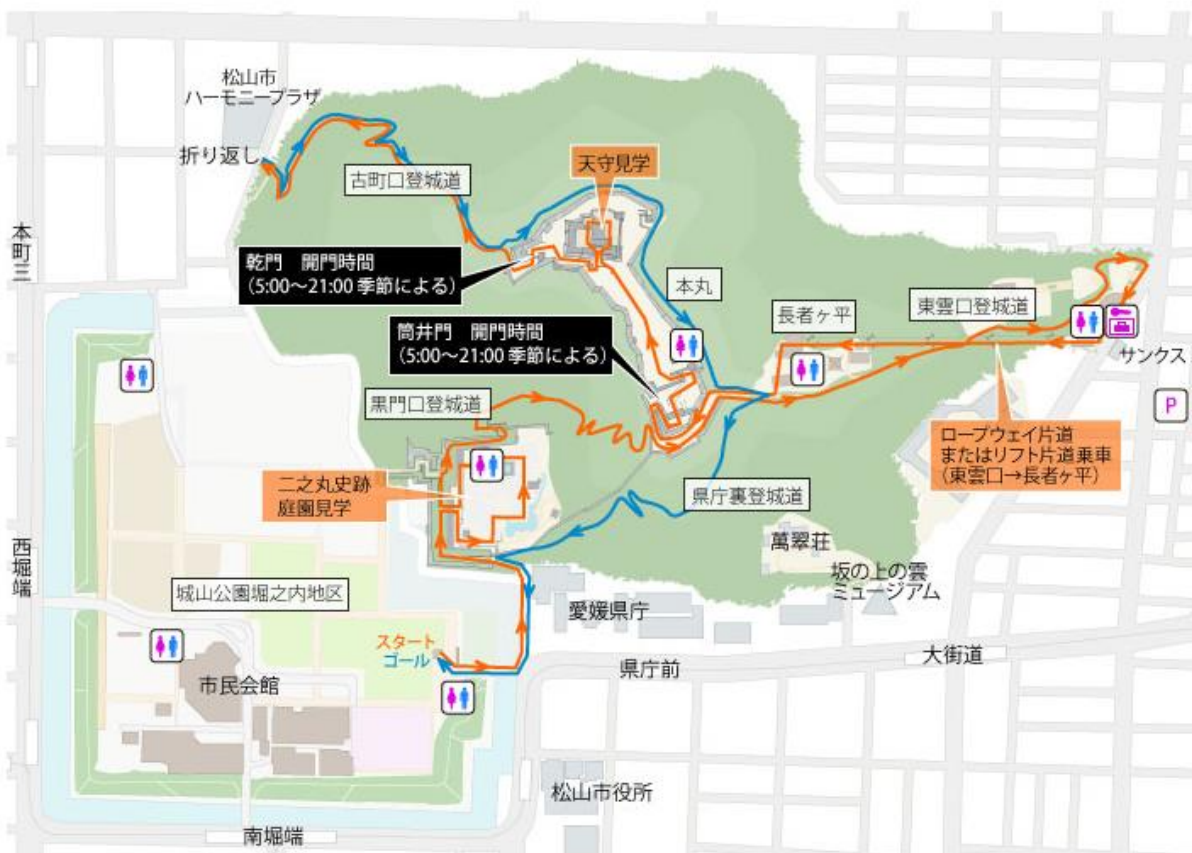 松山市
ハーモニープラザ
折り返し
古町口登城道
天守見学
本町三
乾門 開門時間
(5:00~21:00 季節による)
本丸
長者ヶ平
東雲口登城道
筒井門 開門時間
(5:00~21:00 季節による)
サンクス
P
黒門口登城道
ロープウェイ片道
またはリフト片道乗車
(東雲口→長者ヶ平)
二之丸史跡
庭園見学
県庁裏登城道
萬翠荘
坂の上の雲
ミュージアム
西堀端
城山公園堀之内地区
愛媛県庁
スタート
ゴール
県庁前
大街道
市民会館
松山市役所
南堀端